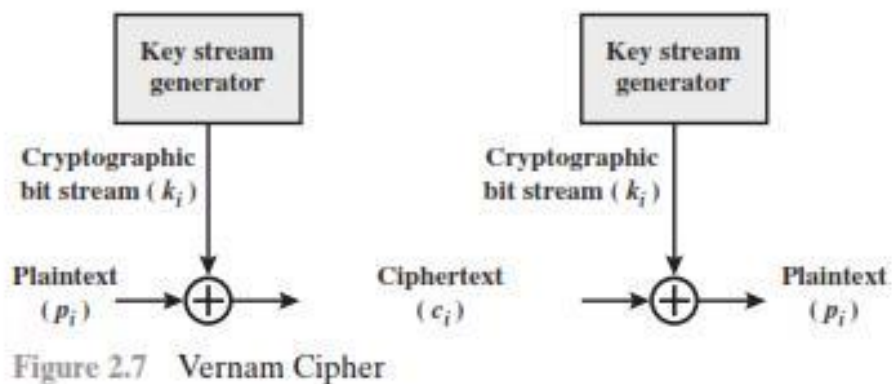 Key stream
generator
Key stream
generator
Cryptographic
bit stream ( kᵢ )
Cryptographic
bit stream ( kᵢ )
Plaintext
( pᵢ )
Ciphertext
( cᵢ )
Plaintext
( pᵢ )
Figure 2.7 Vernam Cipher